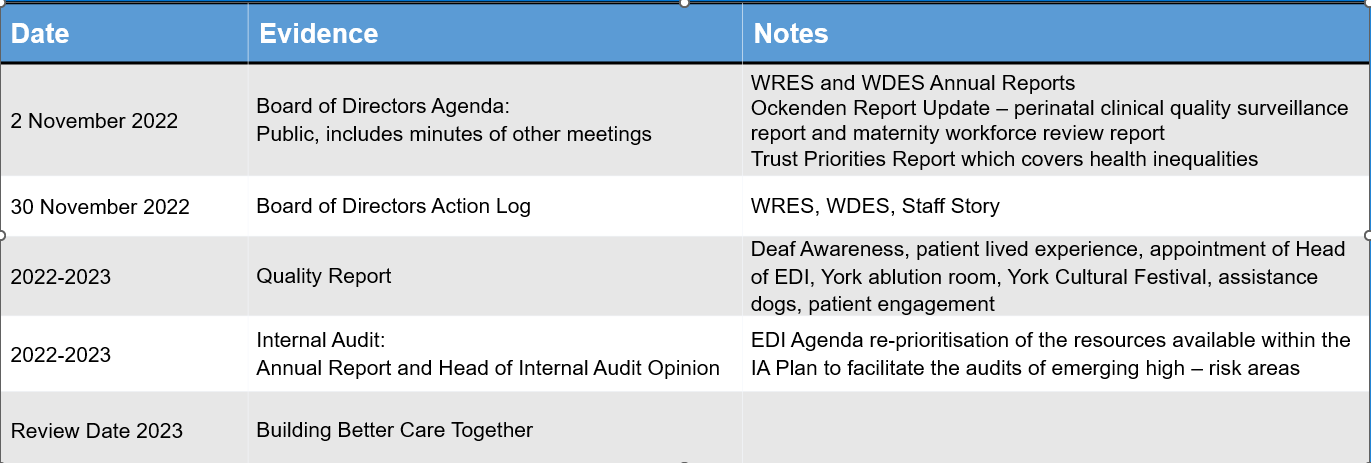 Date Evidence Notes
2 November 2022
Board of Directors Agenda:
Public, includes minutes of other meetings
WRES and WDES Annual Reports
Ockenden Report Update – perinatal clinical quality surveillance
report and maternity workforce review report
Trust Priorities Report which covers health inequalities
30 November 2022
Board of Directors Action Log
WRES, WDES, Staff Story
2022-2023
Quality Report
Deaf Awareness, patient lived experience, appointment of Head
of EDI, York ablution room, York Cultural Festival, assistance
dogs, patient engagement
2022-2023
Internal Audit:
Annual Report and Head of Internal Audit Opinion
EDI Agenda re-prioritisation of the resources available within the
IA Plan to facilitate the audits of emerging high – risk areas
Review Date 2023
Building Better Care Together